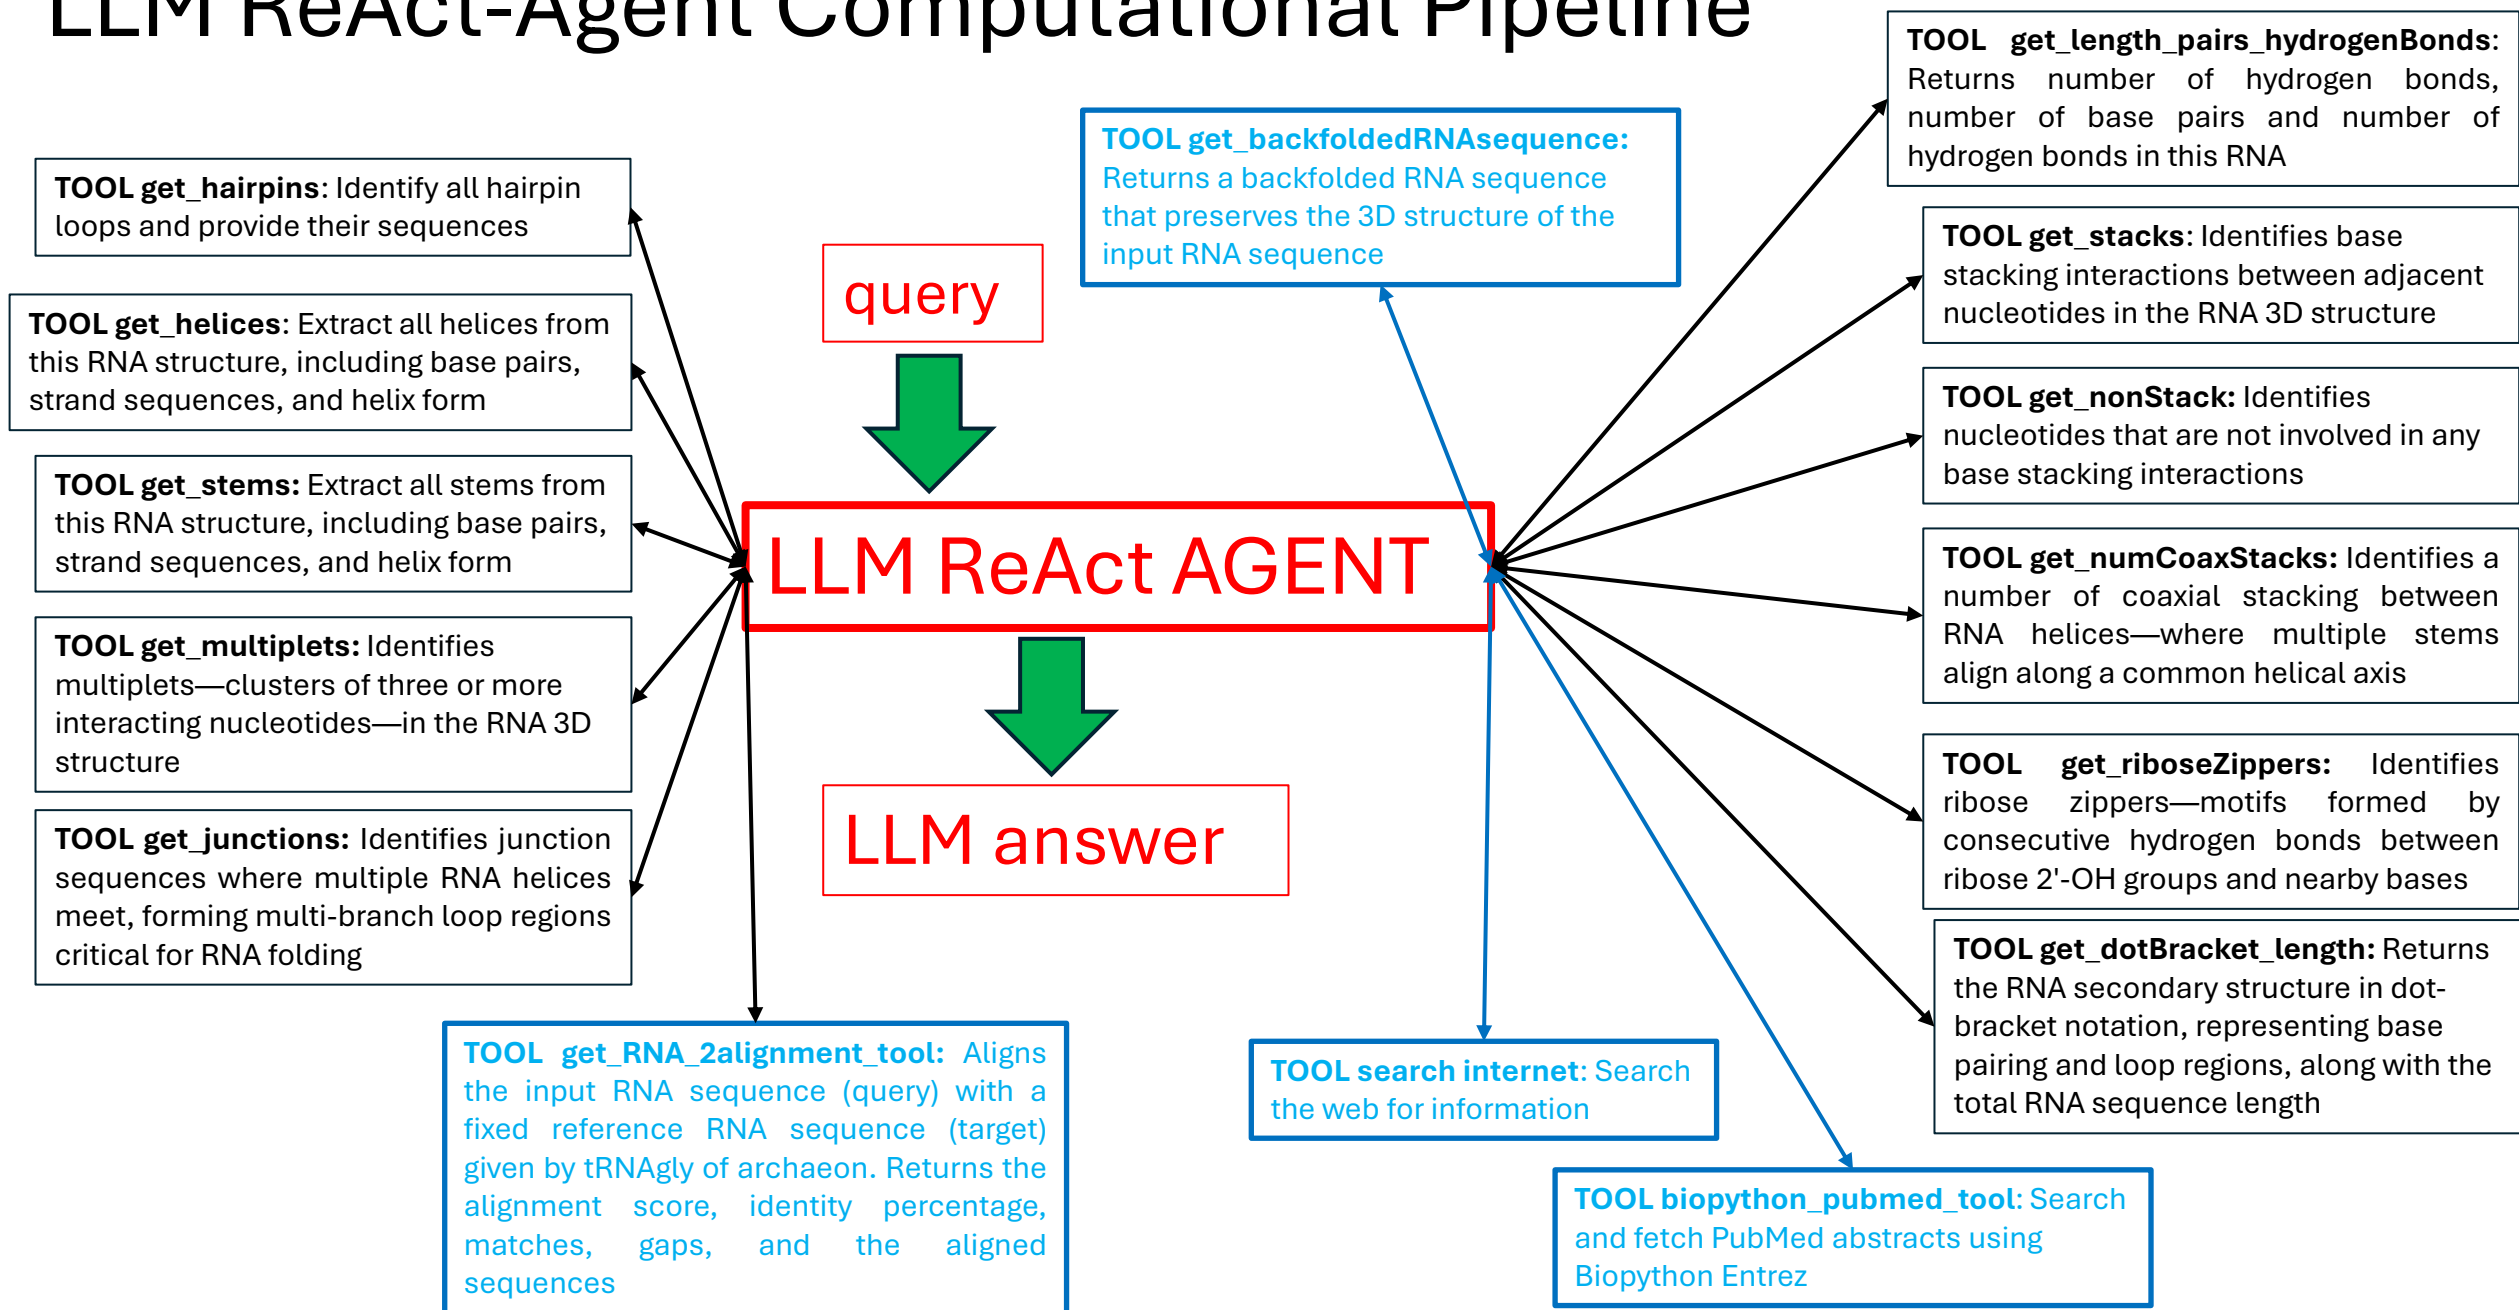 LLM ReAct-Agent Computational Pipeline
TOOL get_hairpins: Identify all hairpin
loops and provide their sequences
TOOL get_helices: Extract all helices from
this RNA structure, including base pairs,
strand sequences, and helix form
TOOL get_stems: Extract all stems from
this RNA structure, including base pairs,
strand sequences, and helix form
TOOL get_multiplets: Identifies
multiplets—clusters of three or more
interacting nucleotides—in the RNA 3D
structure
TOOL get_junctions: Identifies junction
sequences where multiple RNA helices
meet, forming multi-branch loop regions
critical for RNA folding
TOOL get_RNA_2alignment_tool: Aligns
the input RNA sequence (query) with a
fixed reference RNA sequence (target)
given by tRNAgly of archaeon. Returns the
alignment score, identity percentage,
matches, gaps, and the aligned
sequences
query
LLM ReAct AGENT
LLM answer
TOOL get_backfoldedRNAsequence:
Returns a backfolded RNA sequence
that preserves the 3D structure of the
input RNA sequence
TOOL search internet: Search
the web for information
TOOL biopython_pubmed_tool: Search
and fetch PubMed abstracts using
Biopython Entrez
TOOL get_length_pairs_hydrogenBonds:
Returns number of hydrogen bonds,
number of base pairs and number of
hydrogen bonds in this RNA
TOOL get_stacks: Identifies base
stacking interactions between adjacent
nucleotides in the RNA 3D structure
TOOL get_nonStack: Identifies
nucleotides that are not involved in any
base stacking interactions
TOOL get_numCoaxStacks: Identifies a
number of coaxial stacking between
RNA helices—where multiple stems
align along a common helical axis
TOOL get_riboseZippers: Identifies
ribose zippers—motifs formed by
consecutive hydrogen bonds between
ribose 2'-OH groups and nearby bases
TOOL get_dotBracket_length: Returns
the RNA secondary structure in dot-
bracket notation, representing base
pairing and loop regions, along with the
total RNA sequence length